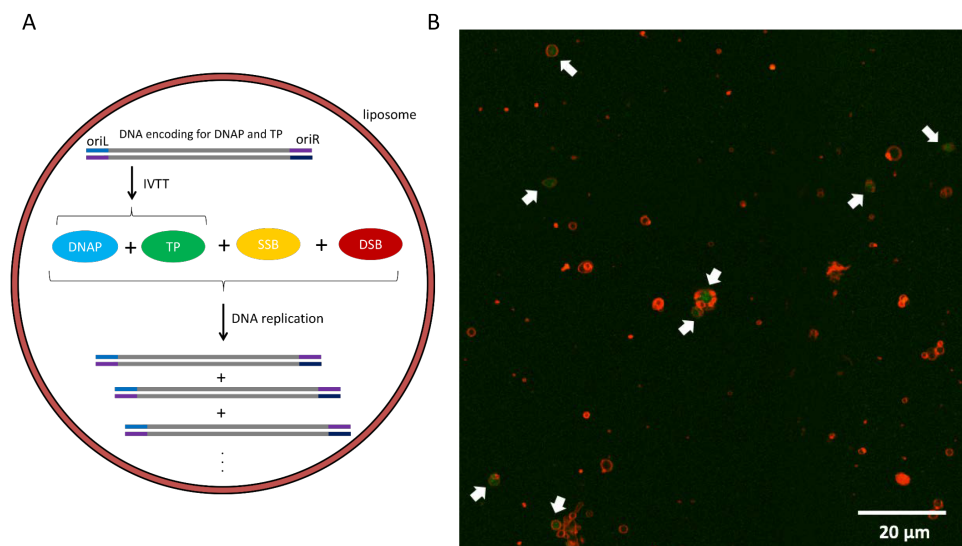 A
B
liposome
DNA encoding for DNAP and TP
oriL
oriR
IVTT
DNAP + TP + SSB + DSB
DNA replication
+
+
20 µm